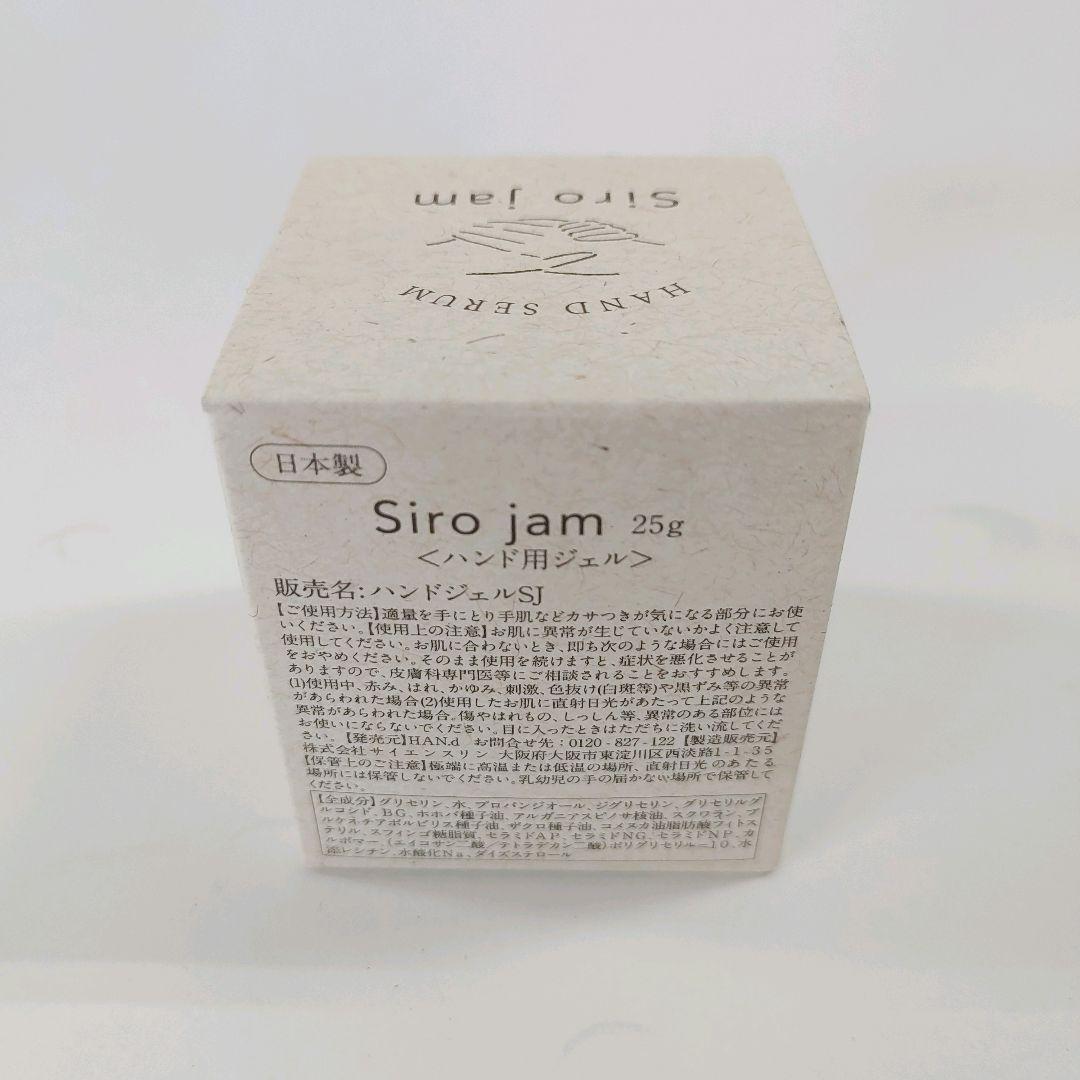 Siro jam
HAND SERUM
日本製
Siro jam 25g
<ハンド用ジェル>
販売名:ハンドジェルSJ
【ご使用方法】適量を手にとり手肌などカサつきが気になる部分にお使
いください。【使用上の注意】お肌に異常が生じていないかよく注意して
使用してください。お肌に合わないとき、即ち次のような場合にはご使用
をおやめください。そのまま使用を続けますと、症状を悪化させることが
ありますので、皮膚科専門医等にご相談されることをおすすめします。
(1)使用中、赤み、はれ、かゆみ、刺激、色抜け(白斑等)や黒ずみ等の異常
があらわれた場合(2)使用したお肌に直射日光があたって上記のような
異常があらわれた場合。傷やはれもの、しっしん等、異常のある部位には
お使いにならないでください。目に入ったときはただちに洗い流してくだ
さい。【発売元】HAN.d お問合せ先:0120-827-122【製造販売元】
株式会社サイエンスリン 大阪府大阪市東淀川区西淡路1-1-35
【保管上のご注意】極端に高温または低温の場所、直射日光のあたる
場所には保管しないでください。乳幼児の手の届かない場所で保管して
ください。
【全成分】グリセリン、水、プロパンジオール、ジグリセリン、グリセリルグ
ルコシド、BG、ホホバ種子油、アルガニアスピノサ核油、スクワラン、プ
ルケネチアボルビリス種子油、ザクロ種子油、コメヌカ油脂肪酸フィトス
テリル、スフィンゴ糖脂質、セラミドAP、セラミドNG、セラミドNP、カ
ルボマー、(エイコサン二酸/テトラデカン二酸)ポリグリセリル-10、水
添レシチン、水酸化Na、ダイズステロール